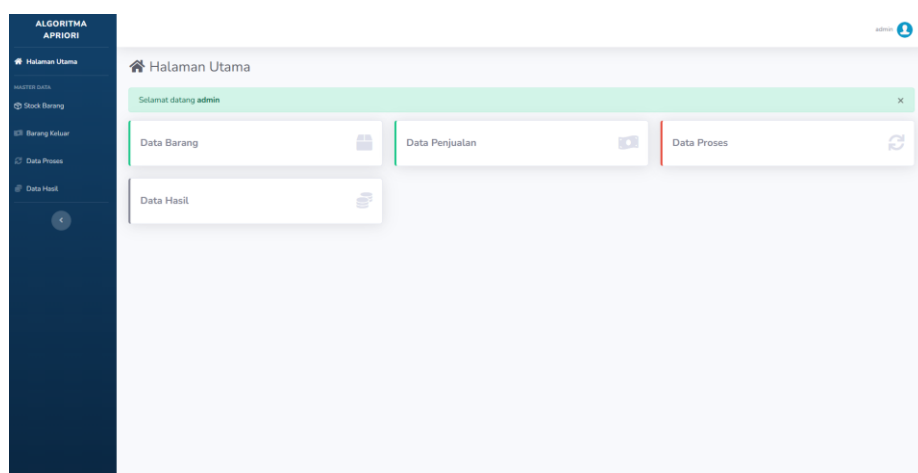 ALGORITMA
APRIORI
Halaman Utama
MASTER DATA
Stock Barang
Barang Keluar
Data Proses
Data Hasil
admin
Halaman Utama
Selamat datang admin
×
Data Barang
Data Penjualan
Data Proses
Data Hasil